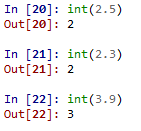 In [20]: int(2.5)
Out[20]: 2
In [21]: int(2.3)
Out[21]: 2
In [22]: int(3.9)
Out[22]: 3